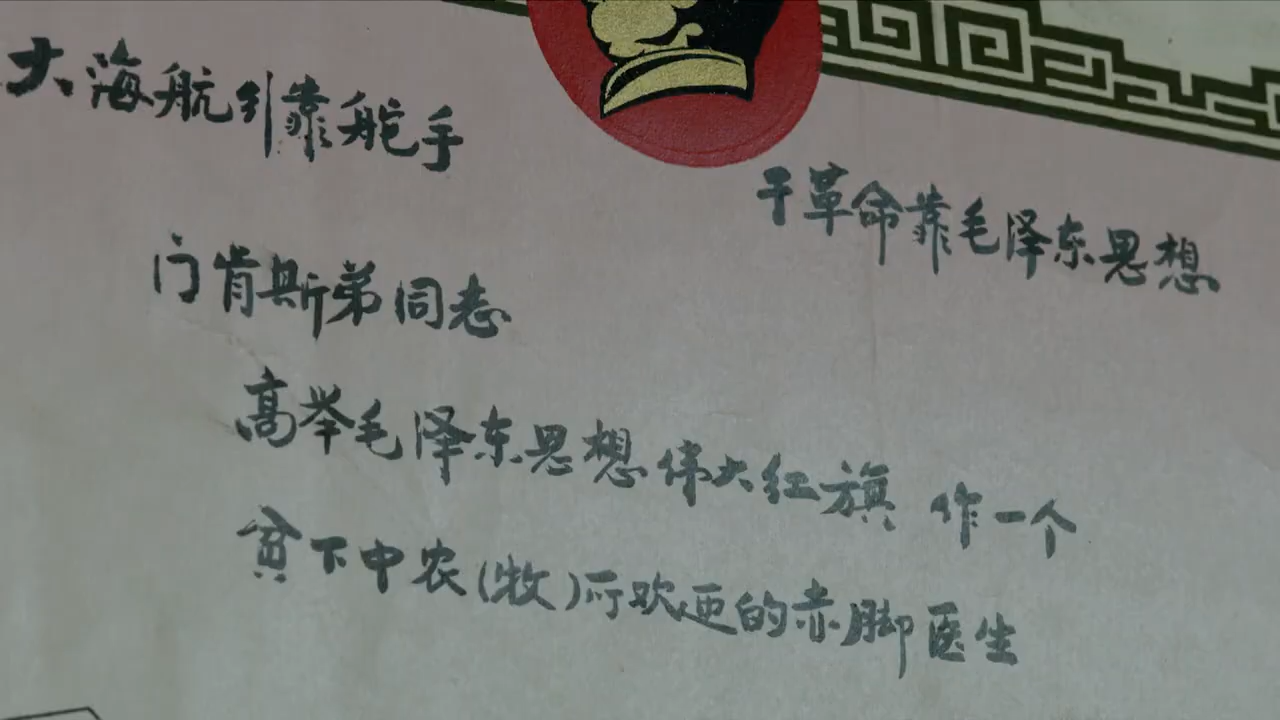 大海航行靠舵手
干革命靠毛泽东思想
门肯斯弟同志
高举毛泽东思想伟大红旗 作一个
贫下中农(牧)所欢迎的赤脚医生